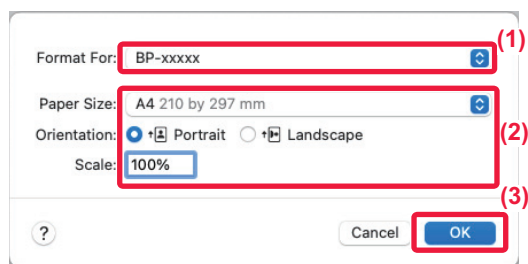 (1)
Format For: BP-xxxxx
Paper Size: A4 210 by 297 mm
Orientation: Portrait Landscape
(2)
Scale: 100%
(3)
? Cancel OK